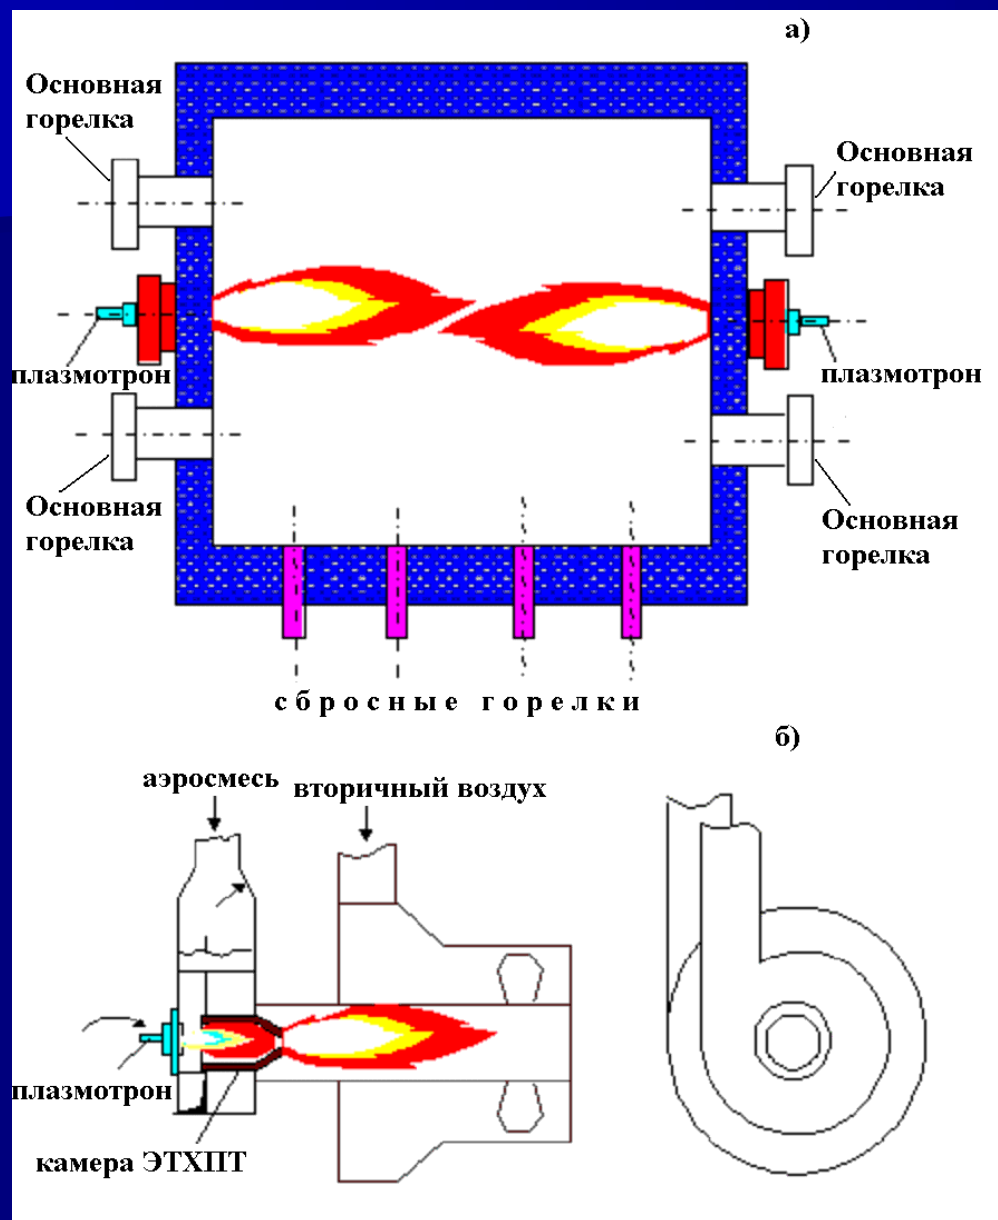 а)
Основная
горелка
Основная
горелка
плазмотрон
плазмотрон
Основная
горелка
Основная
горелка
сбросные горелки
б)
аэросмесь
вторичный воздух
плазмотрон
камера ЭТХПТ